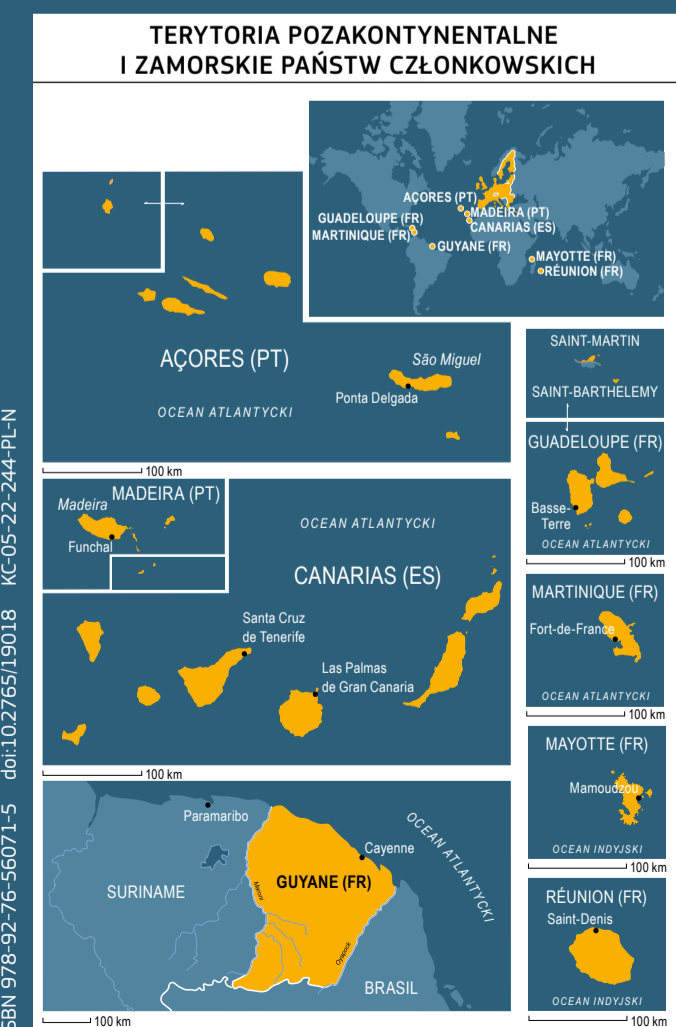 TERYTORIA POZAKONTYNENTALNE
I ZAMORSKIE PAŃSTW CZŁONKOWSKICH
AÇORES (PT)
MADEIRA (PT)
CANARIAS (ES)
GUADELOUPE (FR)
MARTINIQUE (FR)
GUYANE (FR)
MAYOTTE (FR)
RÉUNION (FR)
AÇORES (PT)
São Miguel
Ponta Delgada
OCEAN ATLANTYCKI
100 km
SAINT-MARTIN
SAINT-BARTHELEMY
GUADELOUPE (FR)
Basse-
Terre
OCEAN ATLANTYCKI
100 km
MADEIRA (PT)
Madeira
Funchal
OCEAN ATLANTYCKI
CANARIAS (ES)
Santa Cruz
de Tenerife
Las Palmas
de Gran Canaria
100 km
MARTINIQUE (FR)
Fort-de-France
OCEAN ATLANTYCKI
100 km
MAYOTTE (FR)
Mamoudzou
OCEAN INDYJSKI
100 km
Paramaribo
Cayenne
OCEAN ATLANTYCKI
GUYANE (FR)
SURINAME
Maroni
Oyapock
BRASIL
100 km
RÉUNION (FR)
Saint-Denis
OCEAN INDYJSKI
100 km
SBN 978-92-76-56071-5 doi:10.2765/19018 KC-05-22-244-PL-N